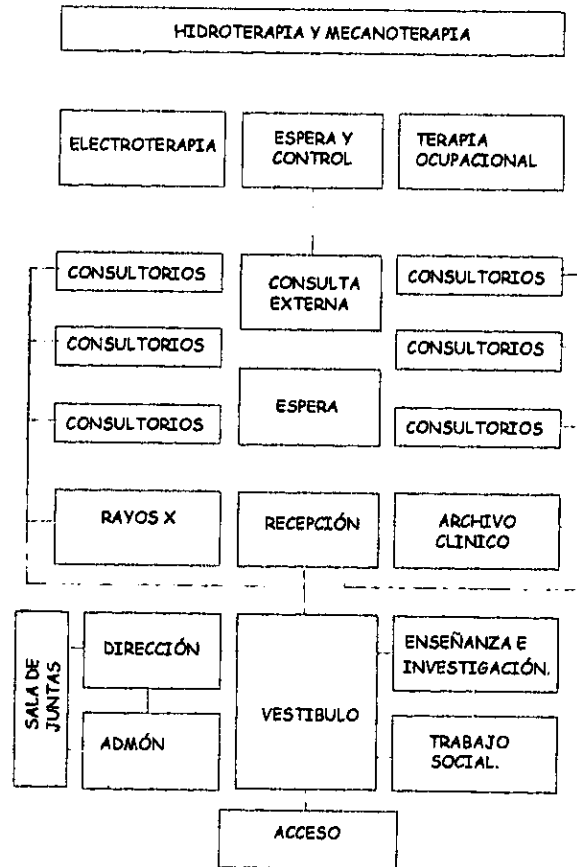 HIDROTERAPIA Y MECANOTERAPIA
ELECTROTERAPIA
ESPERA Y
CONTROL
TERAPIA
OCUPACIONAL
CONSULTORIOS
CONSULTA
EXTERNA
CONSULTORIOS
CONSULTORIOS
CONSULTORIOS
ESPERA
CONSULTORIOS
CONSULTORIOS
RAYOS X
RECEPCIÓN
ARCHIVO
CLINICO
SALA DE
JUNTAS
DIRECCIÓN
ADMÓN
VESTIBULO
ENSEÑANZA E
INVESTIGACIÓN.
TRABAJO
SOCIAL.
ACCESO